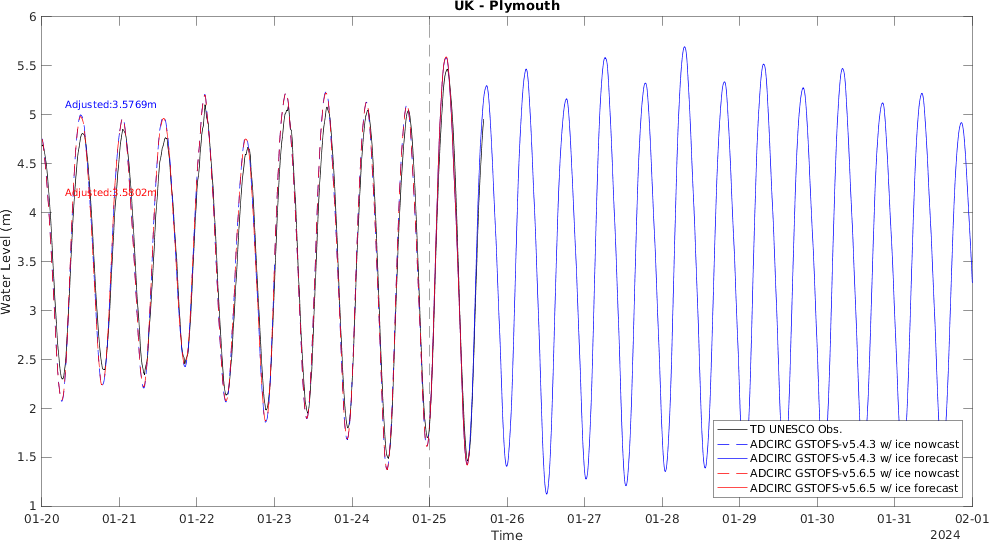 UK - Plymouth
6
5.5
5
4.5
4
3.5
3
2.5
2
1.5
1
Water Level (m)
Adjusted:3.5769m
Adjusted:3.5802m
TD UNESCO Obs.
ADCIRC GSTOFS-v5.4.3 w/ ice nowcast
ADCIRC GSTOFS-v5.4.3 w/ ice forecast
ADCIRC GSTOFS-v5.6.5 w/ ice nowcast
ADCIRC GSTOFS-v5.6.5 w/ ice forecast
01-20 01-21 01-22 01-23 01-24 01-25 01-26 01-27 01-28 01-29 01-30 01-31 02-01
Time
2024